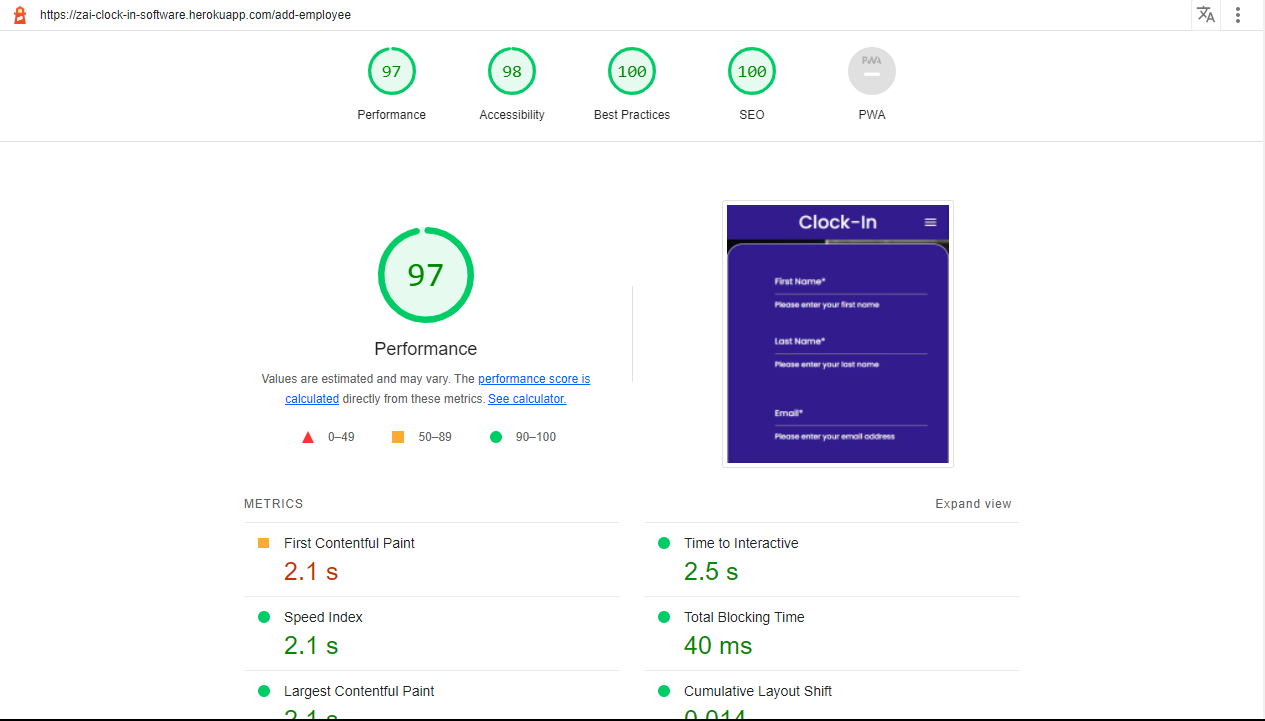 https://zai-clock-in-software.herokuapp.com/add-employee
97
98
100
100
PWA
Performance
Accessibility
Best Practices
SEO
PWA
97
Performance
Values are estimated and may vary. The performance score is
calculated directly from these metrics. See calculator.
0–49
50–89
90–100
Clock-In
First Name*
Please enter your first name
Last Name*
Please enter your last name
Email*
Please enter your email address
METRICS
Expand view
First Contentful Paint
2.1 s
Time to Interactive
2.5 s
Speed Index
2.1 s
Total Blocking Time
40 ms
Largest Contentful Paint
2.1 s
Cumulative Layout Shift
0.014